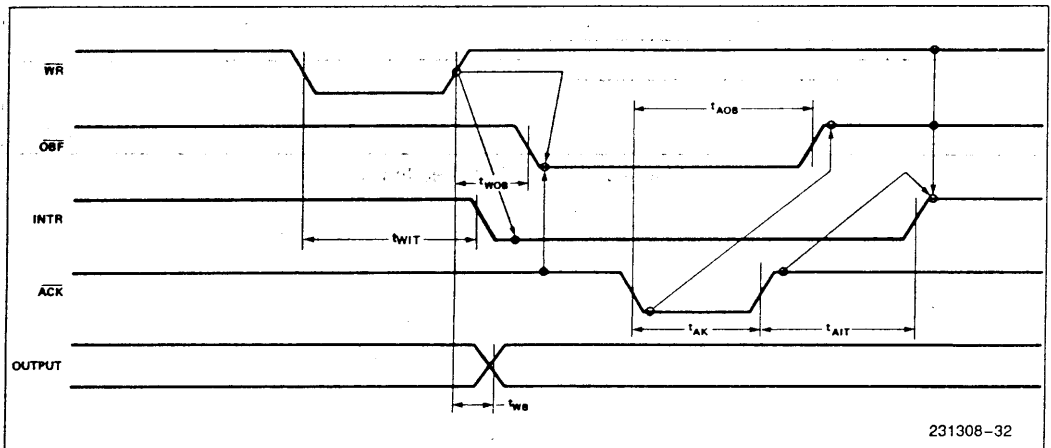 WR
tAOB
OBF
tWOB
INTR
tWIT
ACK
tAK
tAIT
OUTPUT
tWB
231308-32